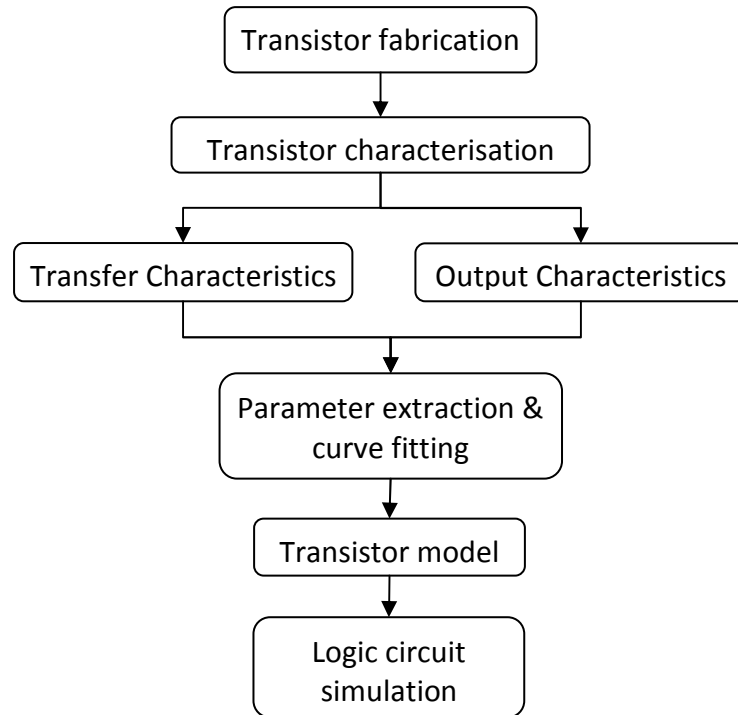 Transistor fabrication
Transistor characterisation
Transfer Characteristics
Output Characteristics
Parameter extraction &
curve fitting
Transistor model
Logic circuit
simulation